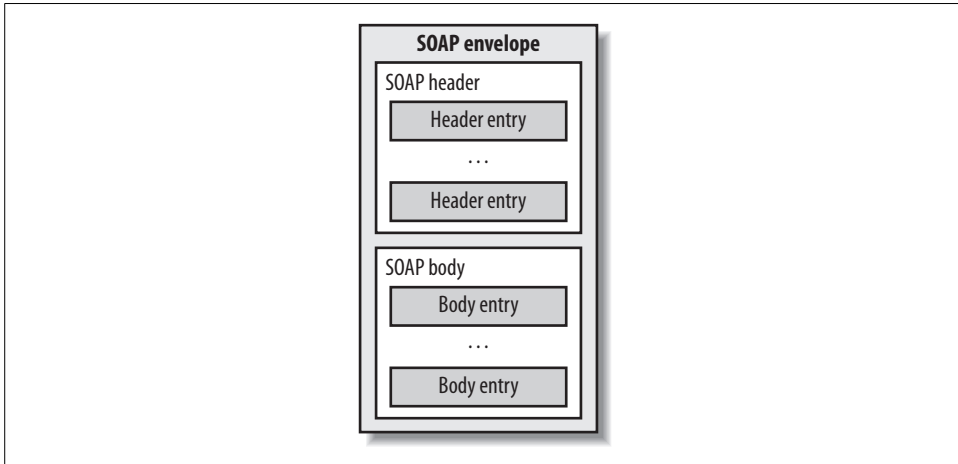 SOAP envelope
SOAP header
Header entry
...
Header entry
SOAP body
Body entry
...
Body entry